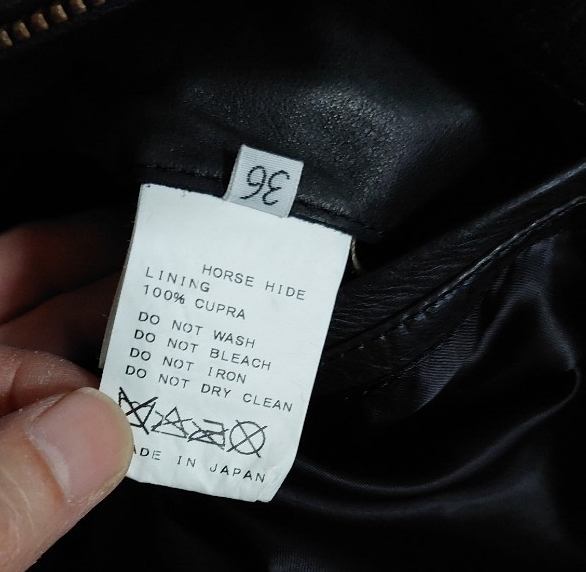 36
HORSE HIDE
LINING
100% CUPRA
DO NOT WASH
DO NOT BLEACH
DO NOT IRON
DO NOT DRY CLEAN
ADE IN JAPAN